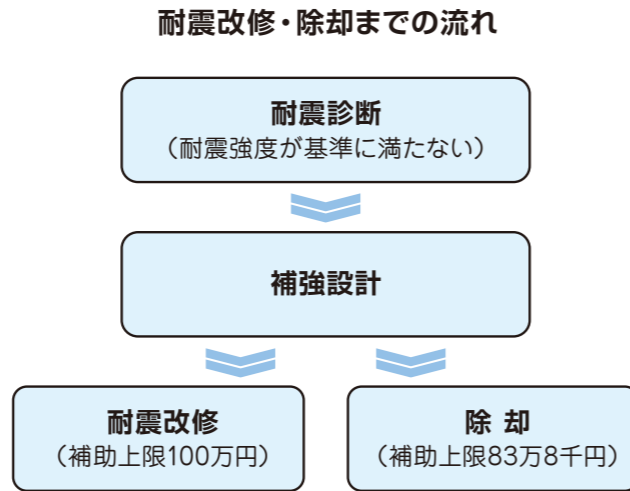 耐震改修・除却までの流れ
耐震診断
（耐震強度が基準に満たない）
補強設計
耐震改修
（補助上限100万円）
除 却
（補助上限83万8千円）